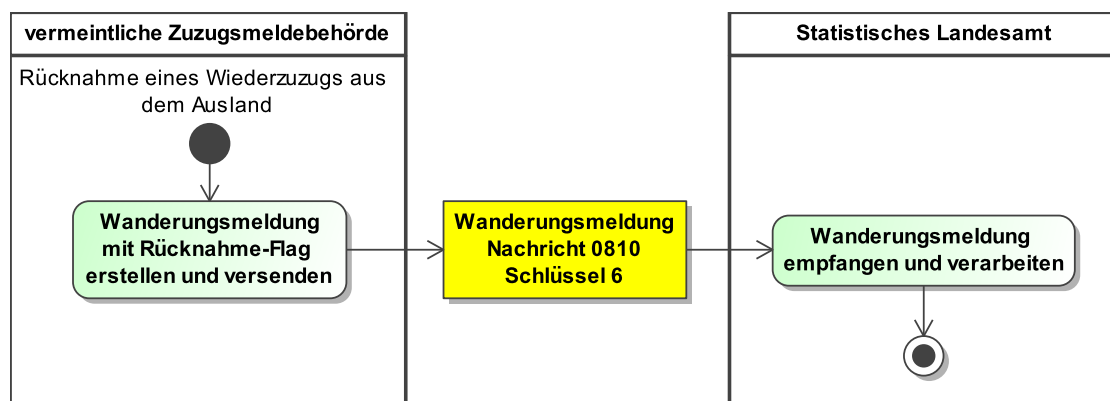 vermeintliche Zuzugsmeldebehörde
Statistisches Landesamt
Rücknahme eines Wiederzuzugs aus
dem Ausland
Wanderungsmeldung
mit Rücknahme-Flag
erstellen und versenden
Wanderungsmeldung
Nachricht 0810
Schlüssel 6
Wanderungsmeldung
empfangen und verarbeiten